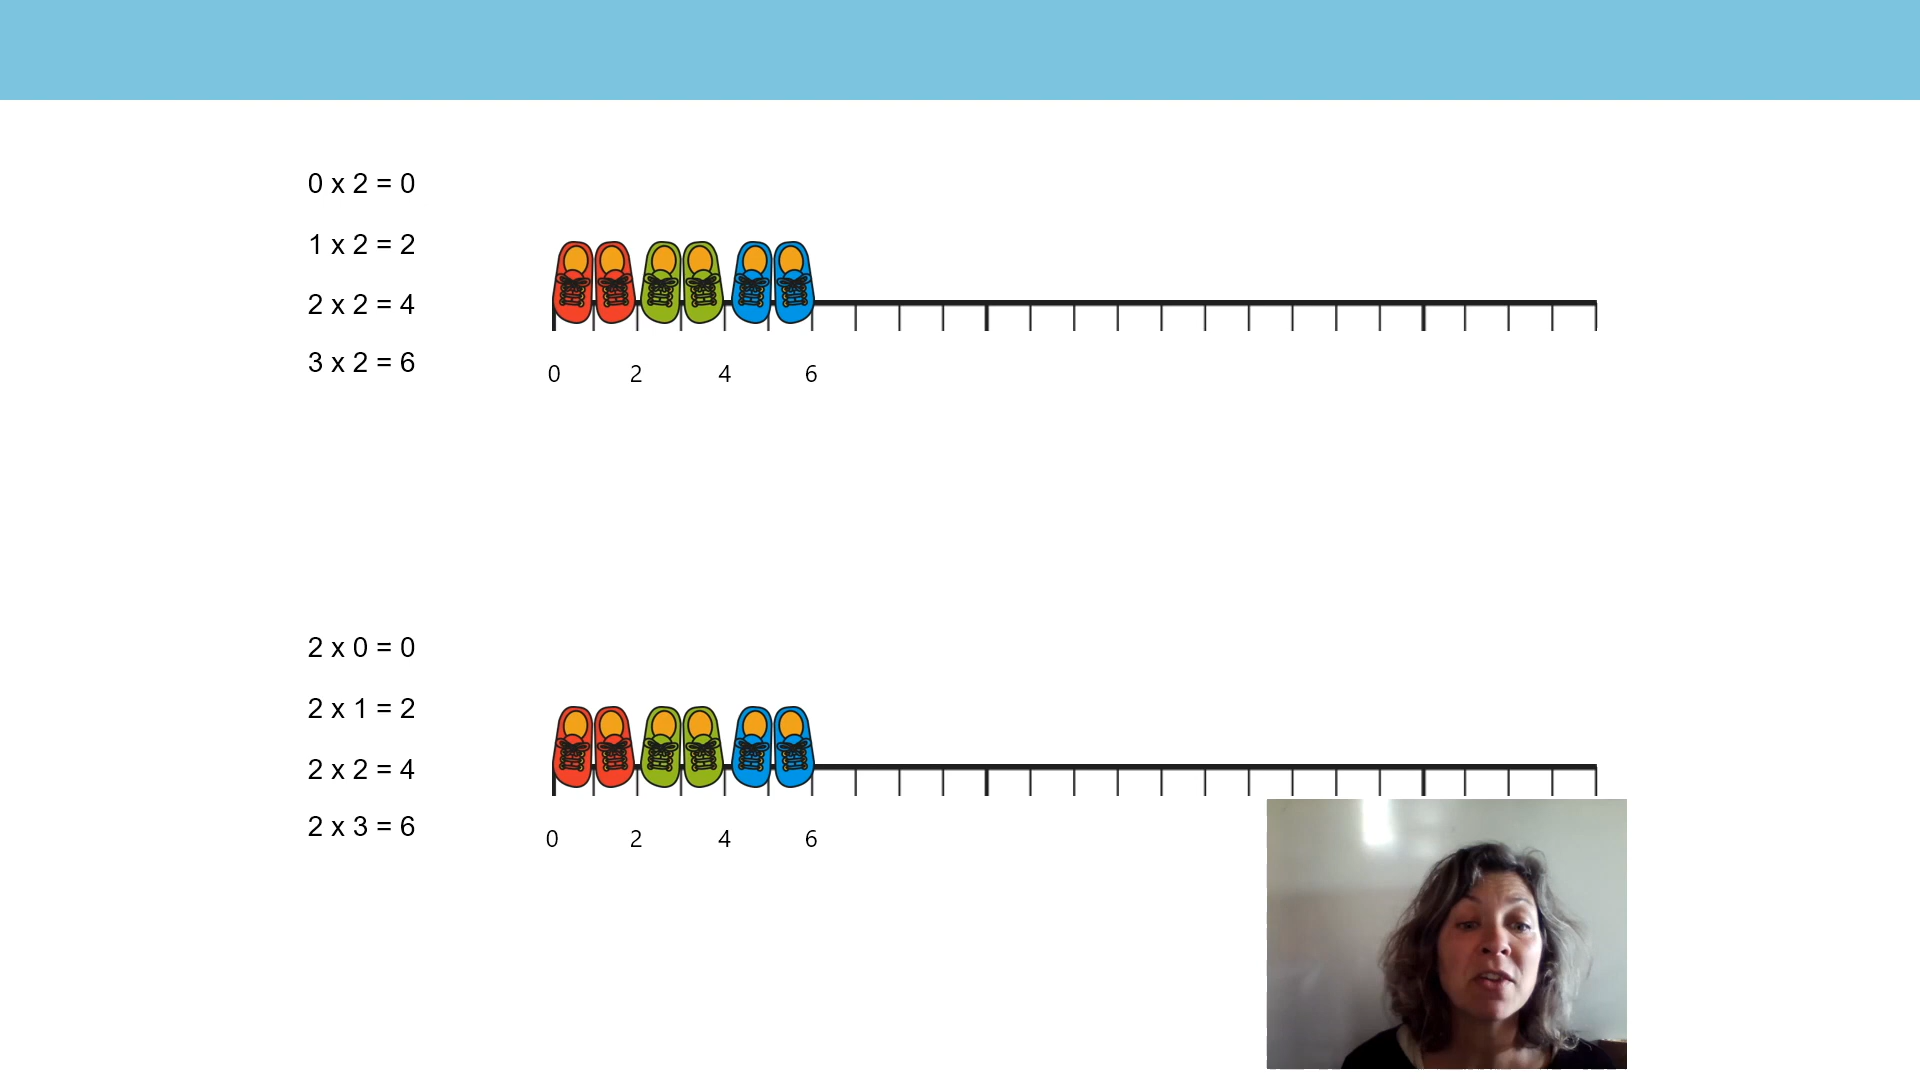 0 x 2 = 0
1 x 2 = 2
2 x 2 = 4
3 x 2 = 6
0 2 4 6
2 x 0 = 0
2 x 1 = 2
2 x 2 = 4
2 x 3 = 6
0 2 4 6